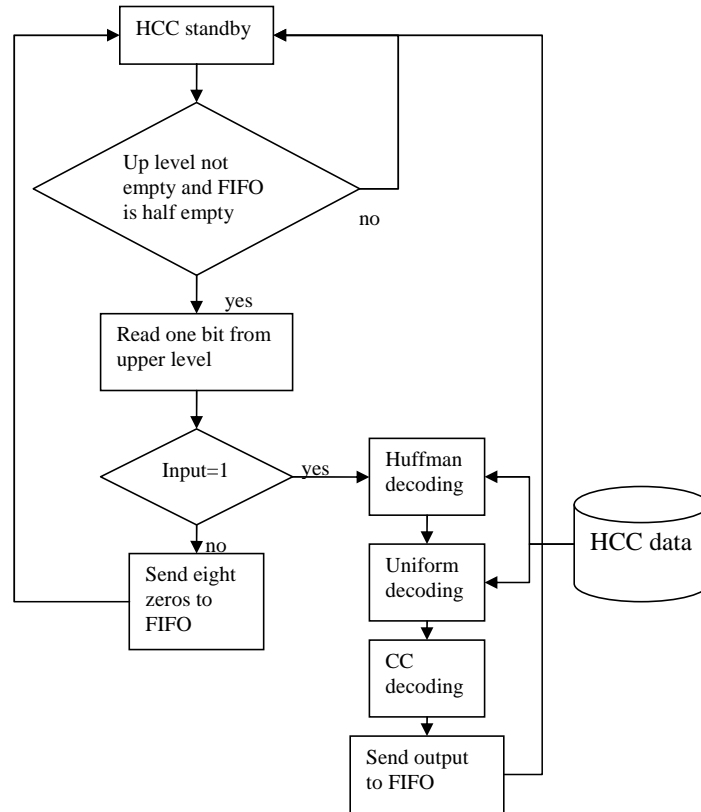 HCC standby
Up level not
empty and FIFO
is half empty
no
yes
Read one bit from
upper level
Input=1
yes
Huffman
decoding
HCC data
no
Send eight
zeros to
FIFO
Uniform
decoding
CC
decoding
Send output
to FIFO